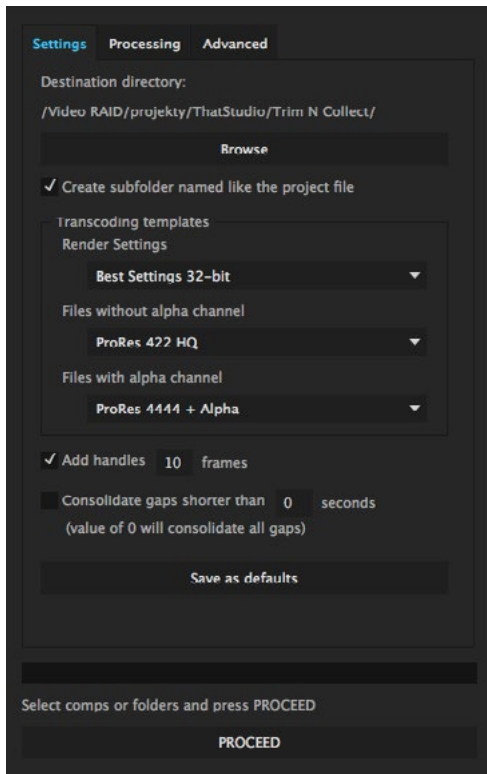 Settings Processing Advanced
Destination directory:
/Video RAID/projekty/ThatStudio/Trim N Collect/
Browse
Create subfolder named like the project file
Transcoding templates
Render Settings
Best Settings 32-bit
Files without alpha channel
ProRes 422 HQ
Files with alpha channel
ProRes 4444 + Alpha
Add handles 10 frames
Consolidate gaps shorter than 0 seconds
(value of 0 will consolidate all gaps)
Save as defaults
Select comps or folders and press PROCEED
PROCEED